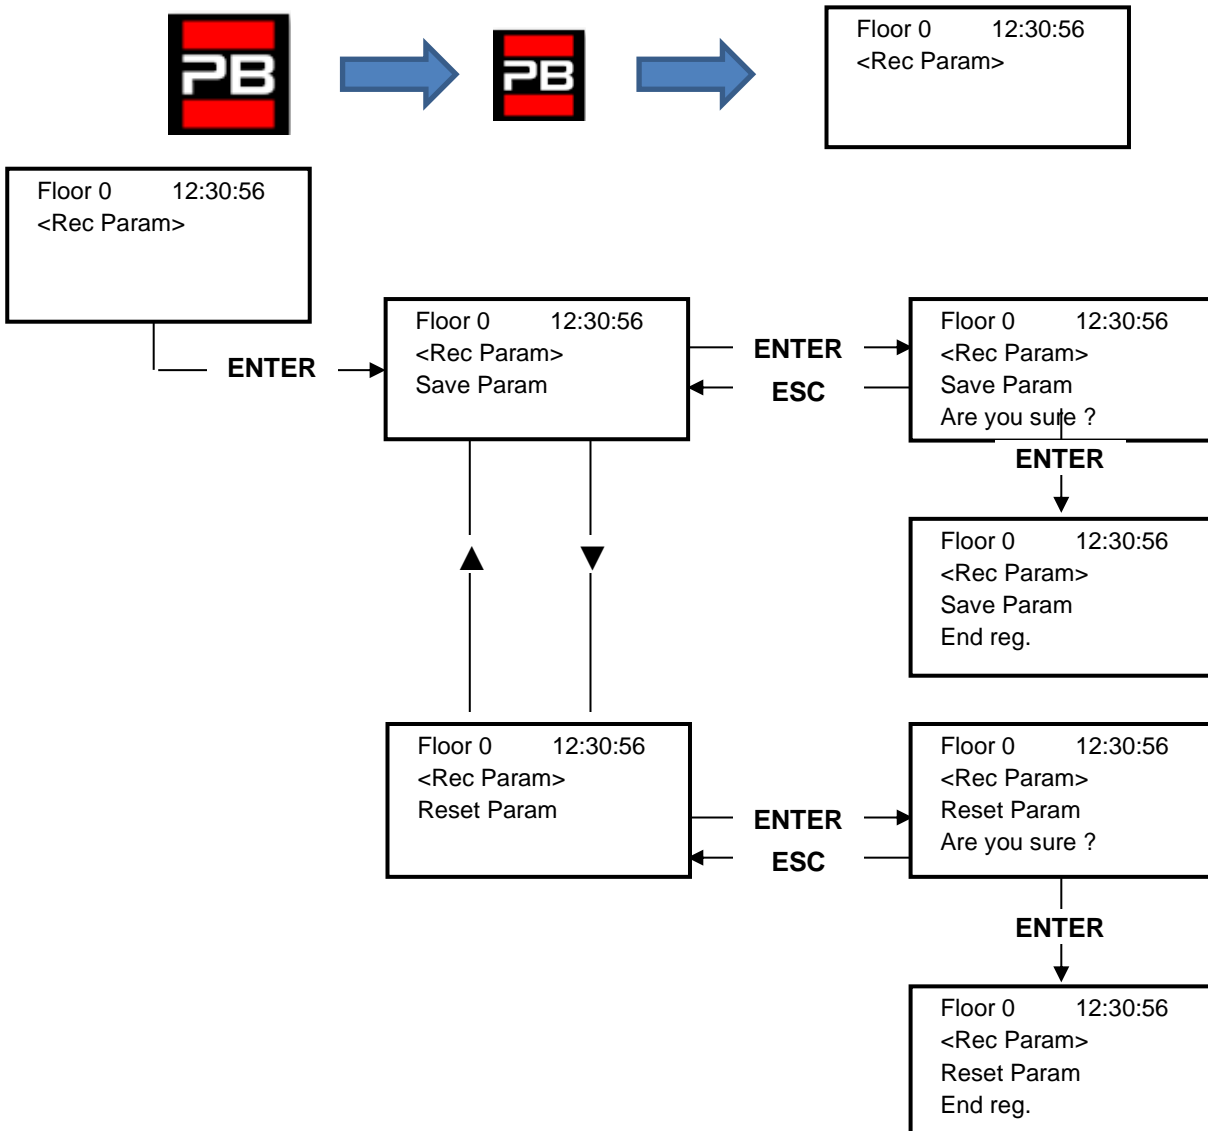 PB
PB
Floor 0 12:30:56
<Rec Param>
Floor 0 12:30:56
<Rec Param>
ENTER
Floor 0 12:30:56
<Rec Param>
Save Param
ENTER
ESC
Floor 0 12:30:56
<Rec Param>
Save Param
Are you sure ?
ENTER
Floor 0 12:30:56
<Rec Param>
Save Param
End reg.
▲ ▼
Floor 0 12:30:56
<Rec Param>
Reset Param
ENTER
ESC
Floor 0 12:30:56
<Rec Param>
Reset Param
Are you sure ?
ENTER
Floor 0 12:30:56
<Rec Param>
Reset Param
End reg.